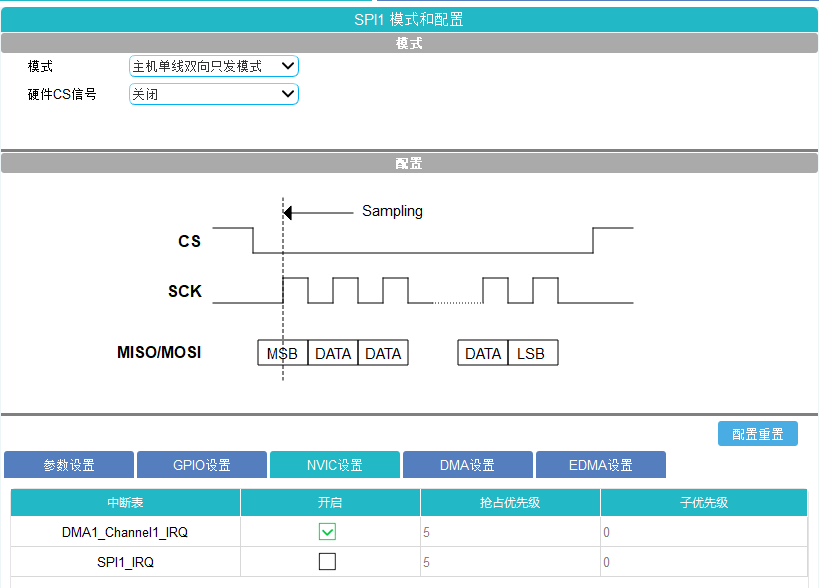 SPI1 模式和配置
模式
模式 主机单线双向只发模式
硬件CS信号 关闭
配置
Sampling
CS
SCK
MISO/MOSI MSB DATA DATA DATA LSB
配置重置
参数设置 GPIO设置 NVIC设置 DMA设置 EDMA设置
中断表 开启 抢占优先级 子优先级
DMA1_Channel1_IRQ 5 0
SPI1_IRQ 5 0